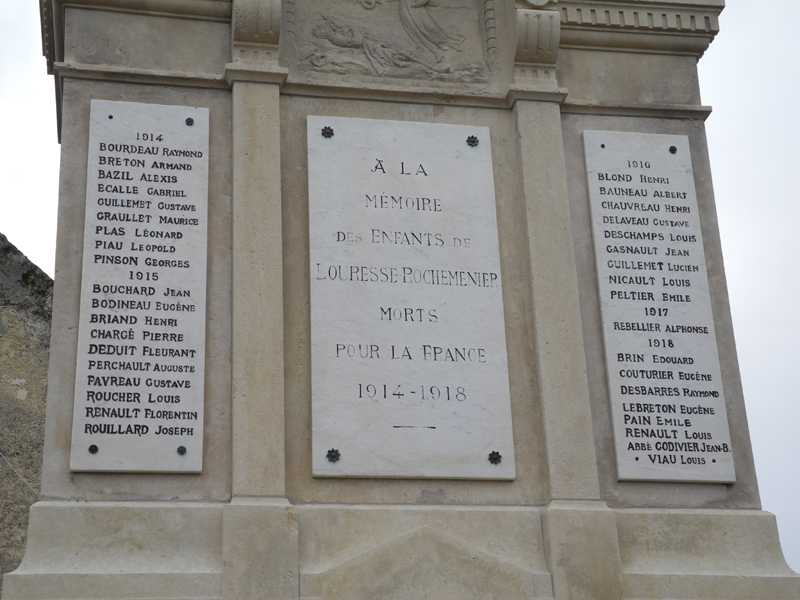 1914
BOURDEAU RAYMOND
BRETON ARMAND
BAZIL ALEXIS
ECALLE GABRIEL
GUILLEMET GUSTAVE
GRAULLET MAURICE
PLAS LÉONARD
PIAU LEOPOLD
PINSON GEORGES
1915
BOUCHARD JEAN
BODINEAU EUGÈNE
BRIAND HENRI
CHARGÉ PIERRE
DEDUIT FLEURANT
PERCHAULT AUGUSTE
PAVREAU GUSTAVE
ROUCHER LOUIS
RENAULT FLORENTIN
ROUILLARD JOSEPH
À LA
MÉMOIRE
DES ENFANTS DE
LOURESSE-ROCHEMENIER
MORTS
POUR LA FRANCE
1914-1918
1916
BLOND HENRI
BAUNEAU ALBERT
CHAUVREAU HENRI
DELAVEAU GUSTAVE
DESCHAMPS LOUIS
GASNAULT JEAN
GUILLEMET LUCIEN
NICAULT LOUIS
PELTIER EMILE
1917
REBELLIER ALPHONSE
1918
BRIN EDOUARD
COUTURIER EUGÈNE
DESBARRES RAYMOND
LEBRETON EUGÈNE
PAIN EMILE
RENAULT LOUIS
ABBÉ GODIVIER JEAN-B.
VIAU LOUIS